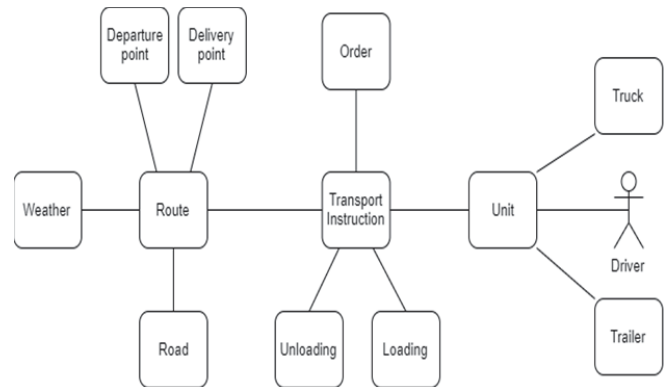 Departure
point
Delivery
point
Order
Truck
Weather
Route
Transport
Instruction
Unit
Driver
Road
Unloading
Loading
Trailer